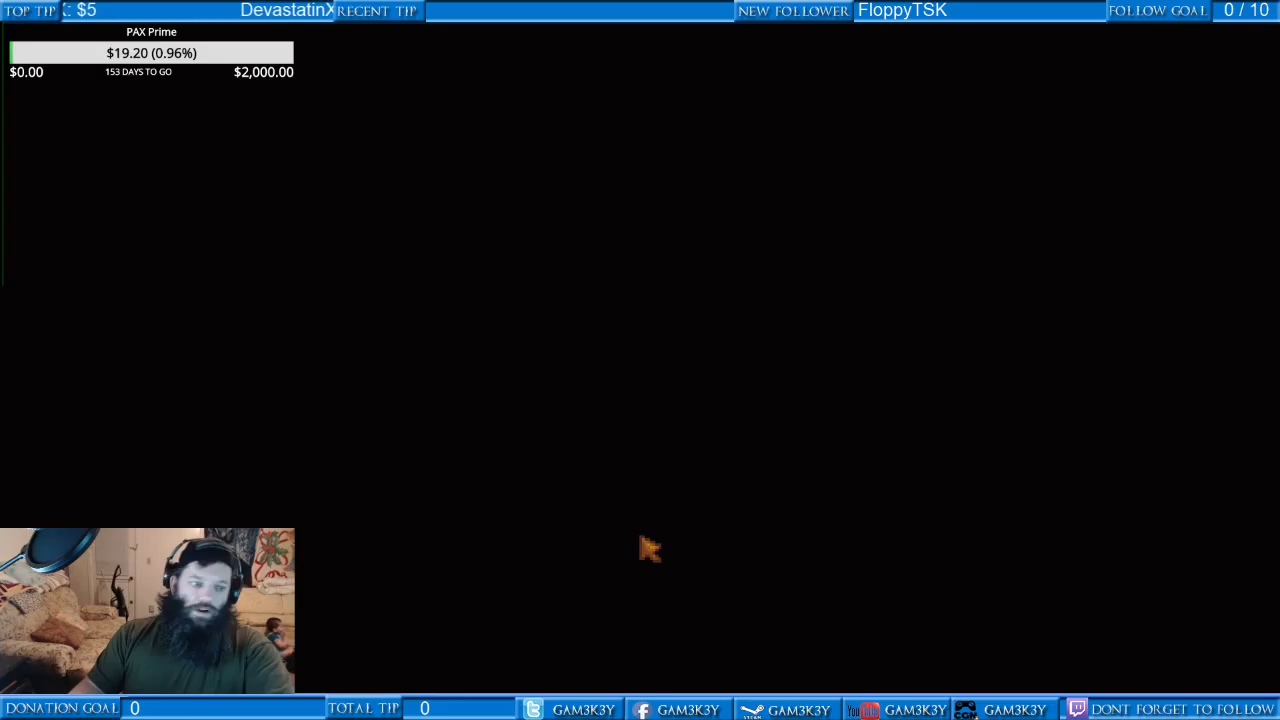 TOP TIP : $5 DevastatinX RECENT TIP NEW FOLLOWER FloppyTSK FOLLOW GOAL 0 / 10
PAX Prime
$19.20 (0.96%)
$0.00 153 DAYS TO GO $2,000.00
DONATION GOAL 0 TOTAL TIP 0 GAM3K3Y GAM3K3Y STEAM GAM3K3Y YouTube GAM3K3Y GAM3K3Y DONT FORGET TO FOLLOW